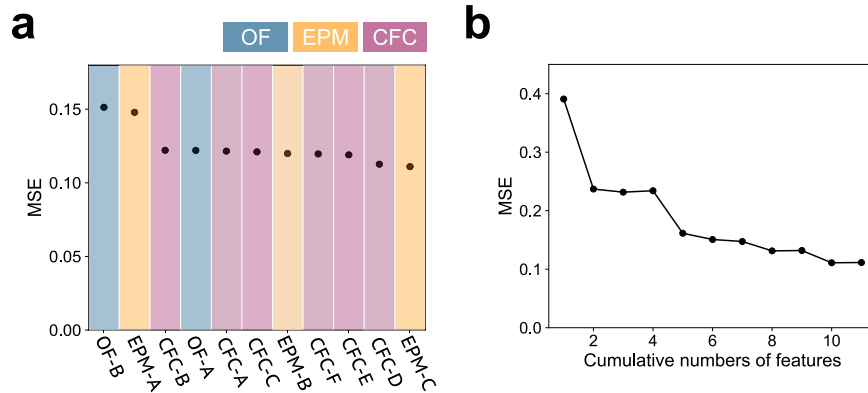 a
OF EPM CFC
MSE
0.15
0.10
0.05
0.00
OF-B EPM-A CFC-B OF-A CFC-A CFC-C EPM-B CFC-F CFC-E CFC-D EPM-C
b
MSE
0.4
0.3
0.2
0.1
0.0
2 4 6 8 10
Cumulative numbers of features